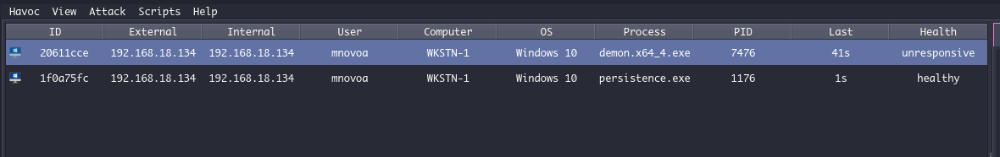 Havoc View Attack Scripts Help
ID External Internal User Computer OS Process PID Last Health
20611cce 192.168.18.134 192.168.18.134 mnovoa WKSTN-1 Windows 10 demon.x64_4.exe 7476 41s unresponsive
1f0a75fc 192.168.18.134 192.168.18.134 mnovoa WKSTN-1 Windows 10 persistence.exe 1176 1s healthy